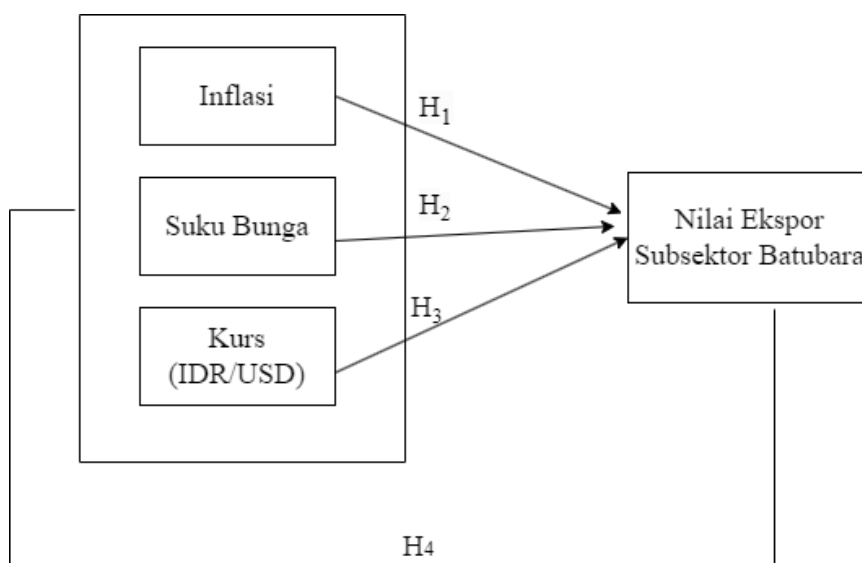 Inflasi
H1
Suku Bunga
H2
Kurs
(IDR/USD)
H3
Nilai Ekspor
Subsektor Batubara
H4